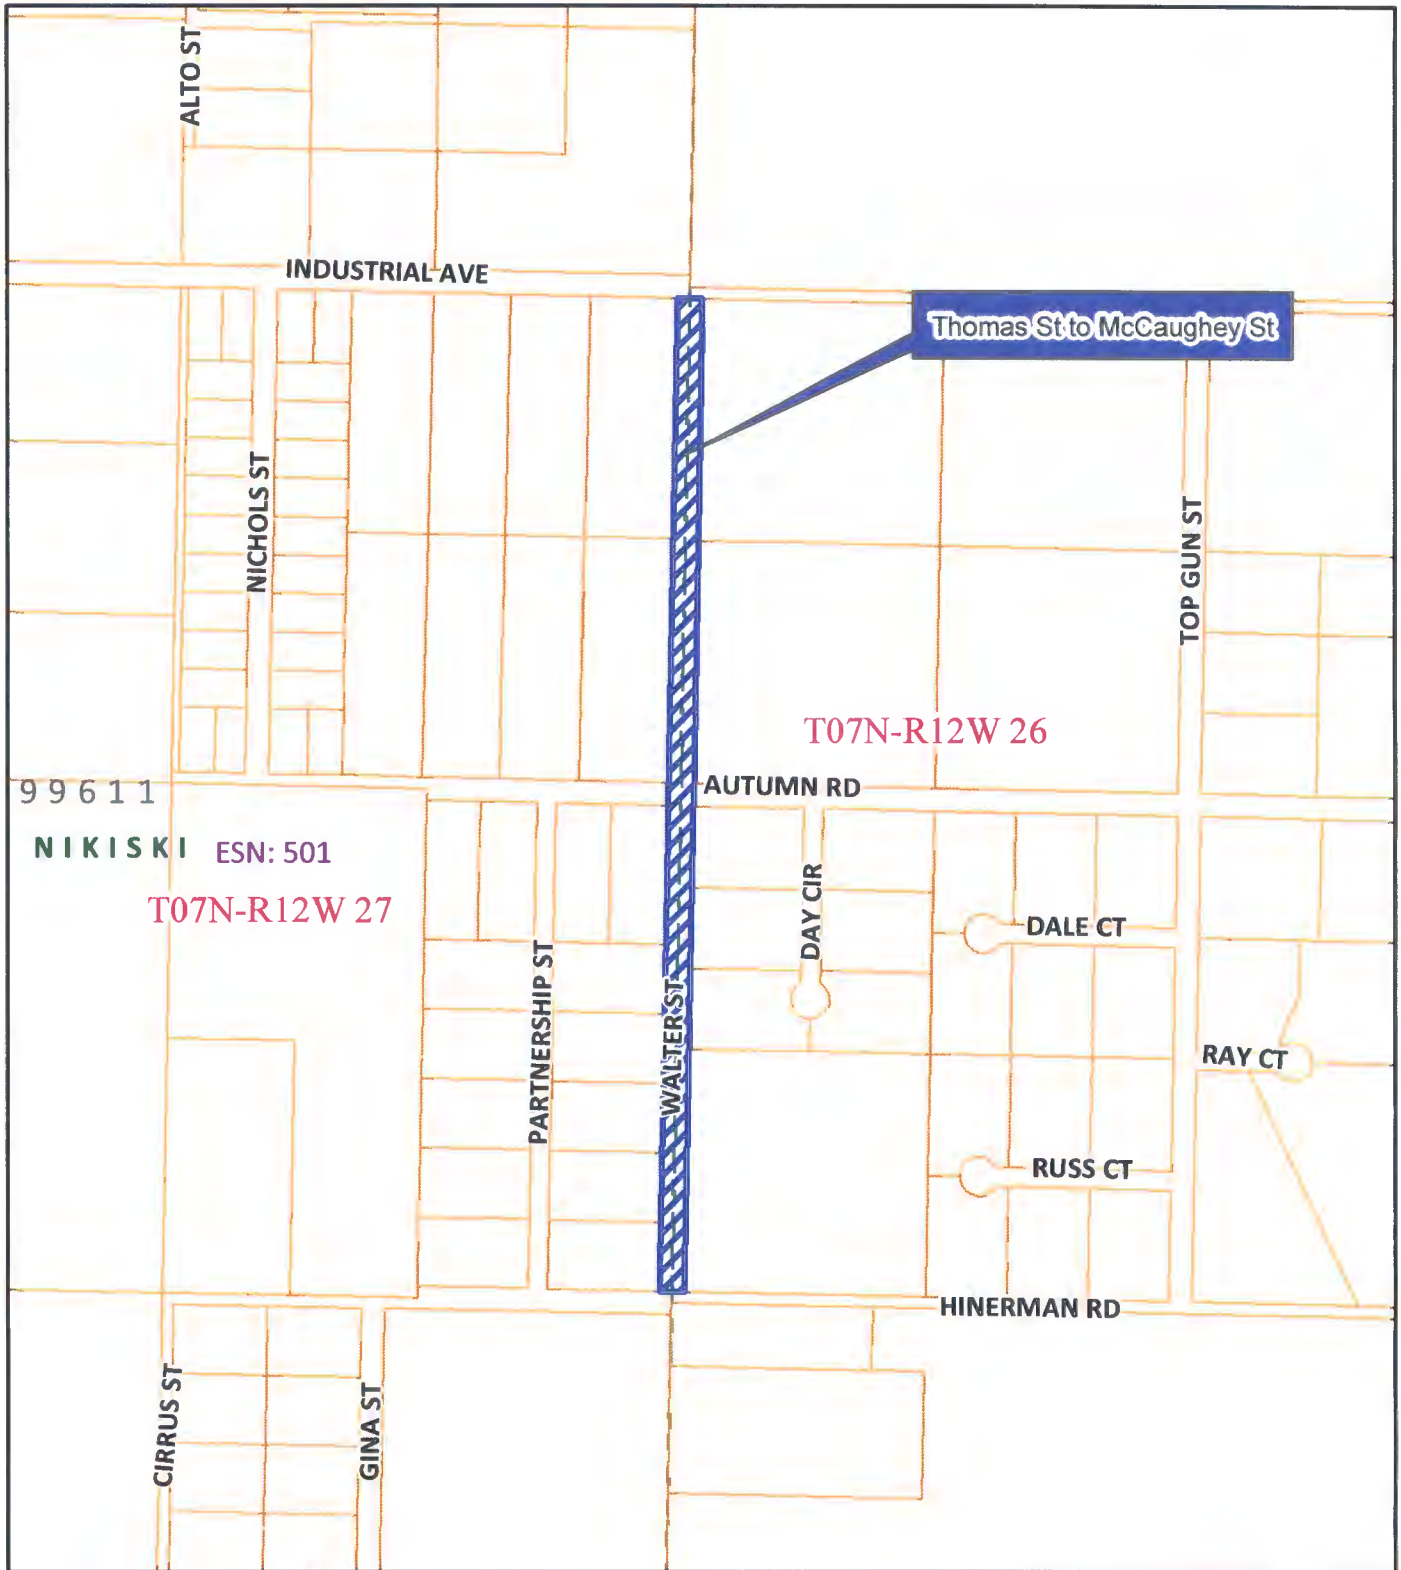 ALTO ST
INDUSTRIAL AVE
Thomas St to McCaughey St
NICHOLS ST
TOP GUN ST
T07N-R12W 26
99611
AUTUMN RD
NIKISKI
ESN: 501
T07N-R12W 27
DAY CIR
DALE CT
PARTNERSHIP ST
WALTER ST
RAY CT
RUSS CT
HINERMAN RD
CIRRUS ST
GINA ST